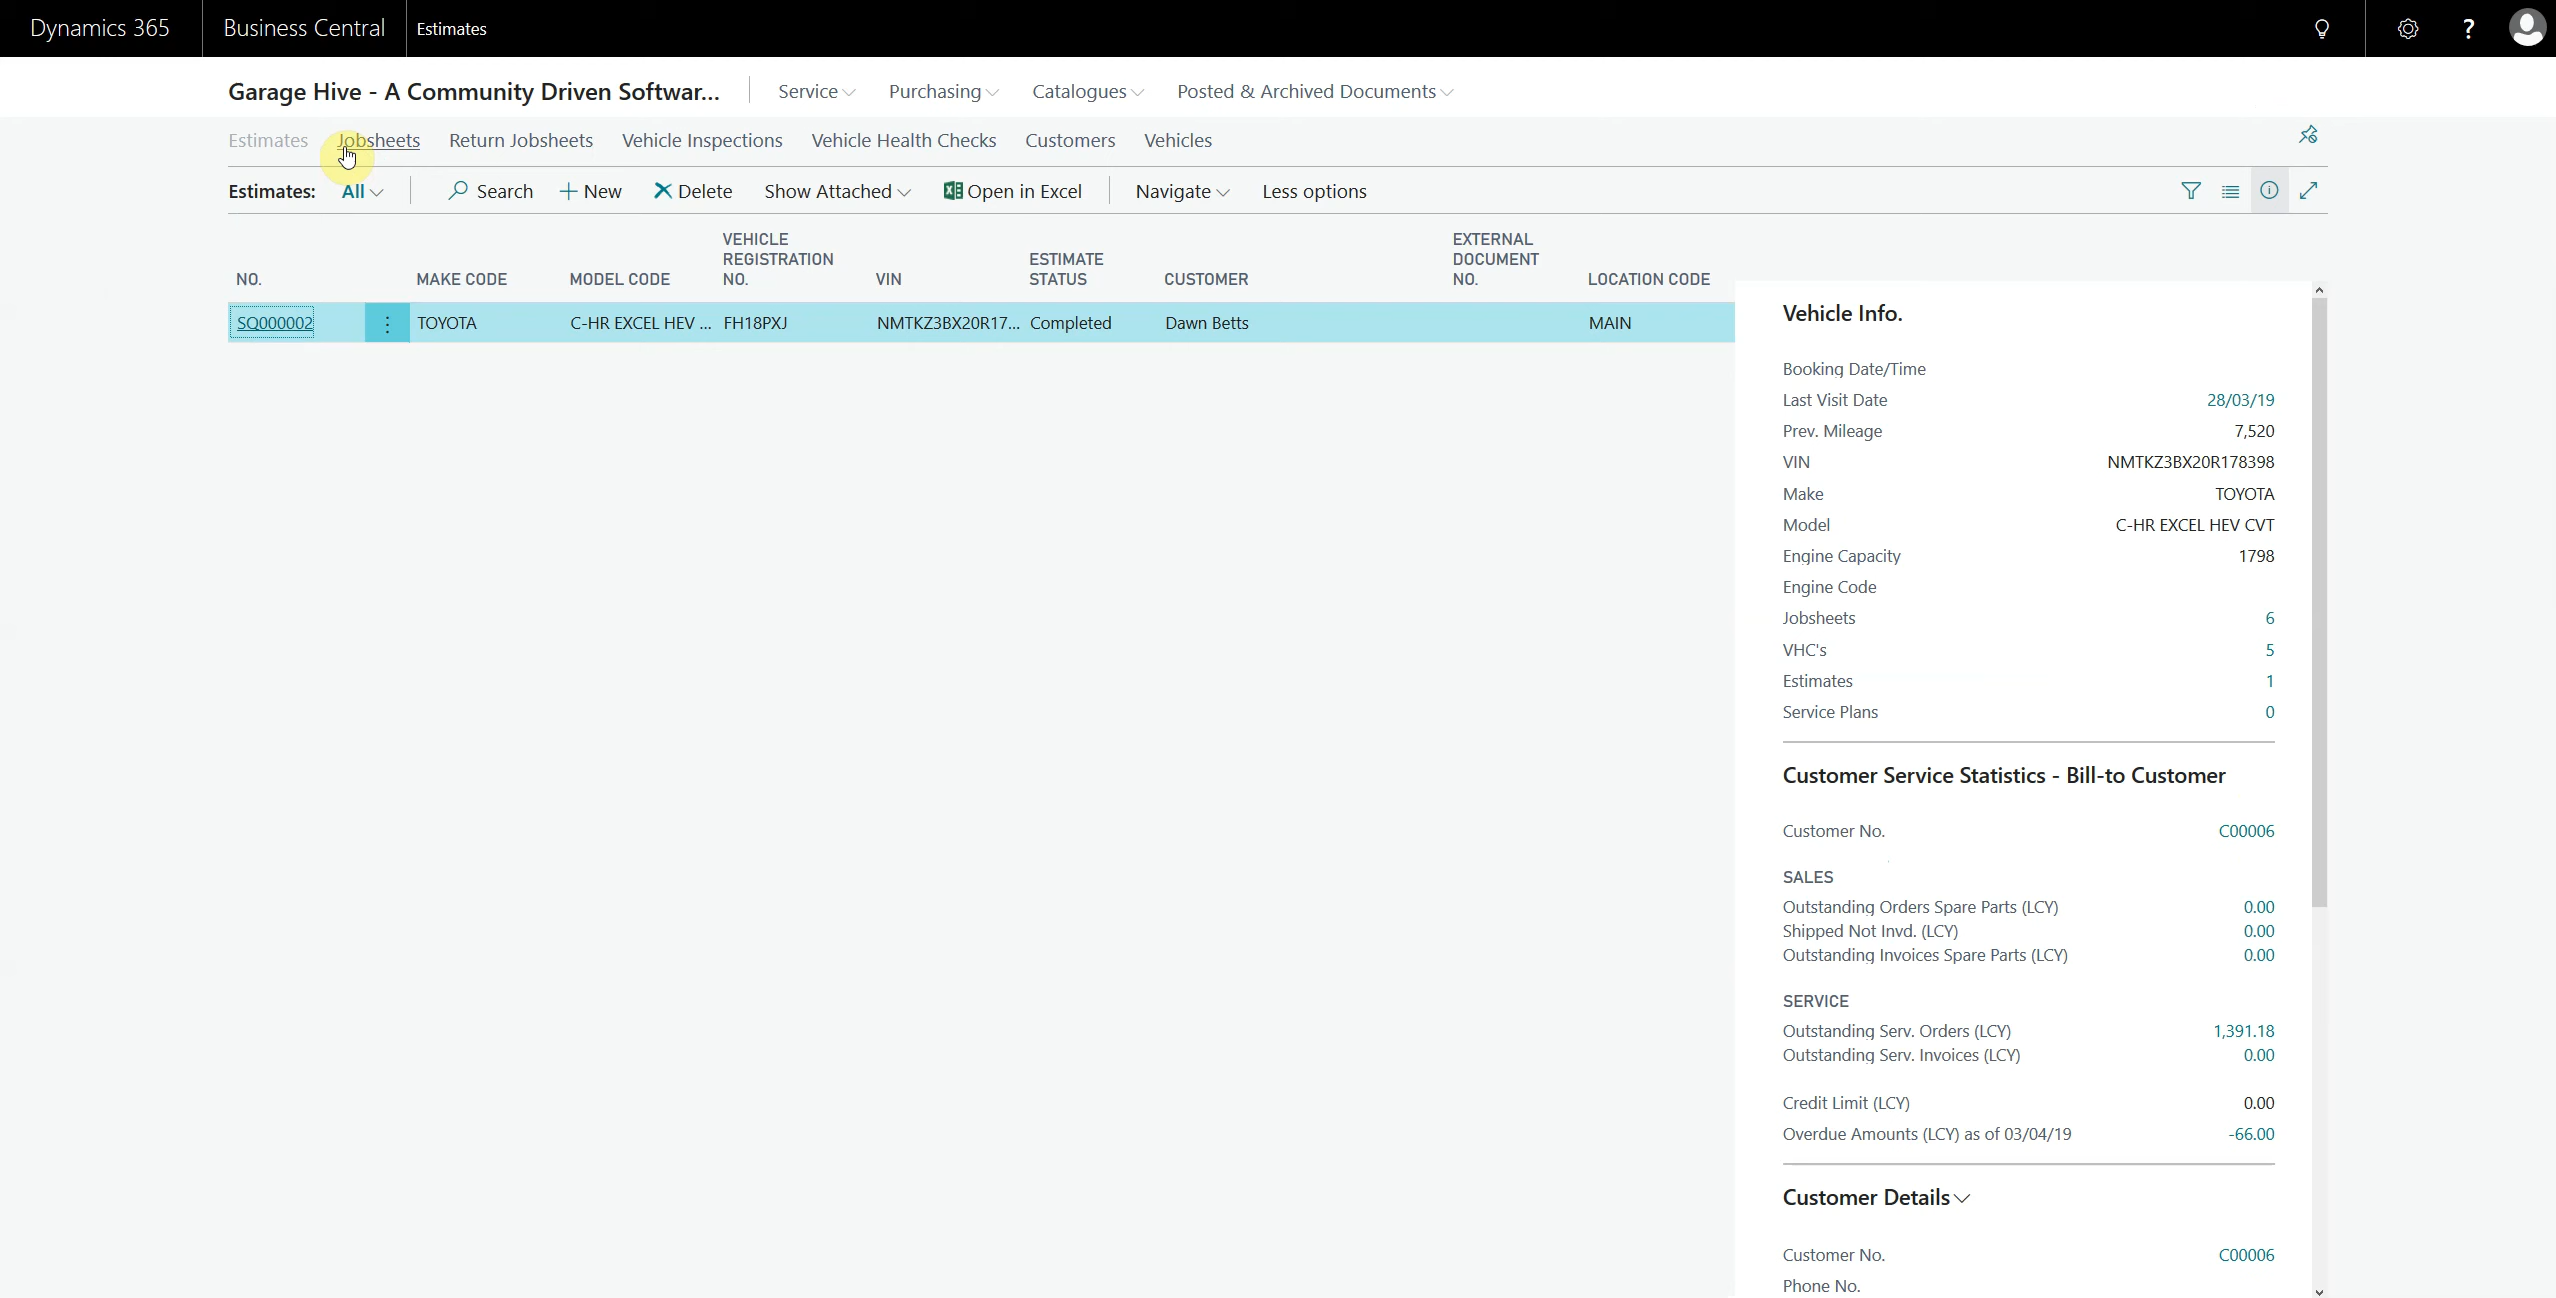 Dynamics 365 Business Central Estimates ?
Garage Hive - A Community Driven Softwar... Service Purchasing Catalogues Posted & Archived Documents
Estimates Jobsheets Return Jobsheets Vehicle Inspections Vehicle Health Checks Customers Vehicles
Estimates: All Search New Delete Show Attached Open in Excel Navigate Less options
NO. MAKE CODE MODEL CODE VEHICLE REGISTRATION NO. VIN ESTIMATE STATUS CUSTOMER EXTERNAL DOCUMENT NO. LOCATION CODE
SQ000002 TOYOTA C-HR EXCEL HEV ... FH18PXJ NMTKZ3BX20R17... Completed Dawn Betts MAIN
Vehicle Info.
Booking Date/Time
Last Visit Date 28/03/19
Prev. Mileage 7,520
VIN NMTKZ3BX20R178398
Make TOYOTA
Model C-HR EXCEL HEV CVT
Engine Capacity 1798
Engine Code
Jobsheets 6
VHC's 5
Estimates 1
Service Plans 0
Customer Service Statistics - Bill-to Customer
Customer No. C00006
SALES
Outstanding Orders Spare Parts (LCY) 0.00
Shipped Not Invd. (LCY) 0.00
Outstanding Invoices Spare Parts (LCY) 0.00
SERVICE
Outstanding Serv. Orders (LCY) 1,391.18
Outstanding Serv. Invoices (LCY) 0.00
Credit Limit (LCY) 0.00
Overdue Amounts (LCY) as of 03/04/19 -66.00
Customer Details
Customer No. C00006
Phone No.